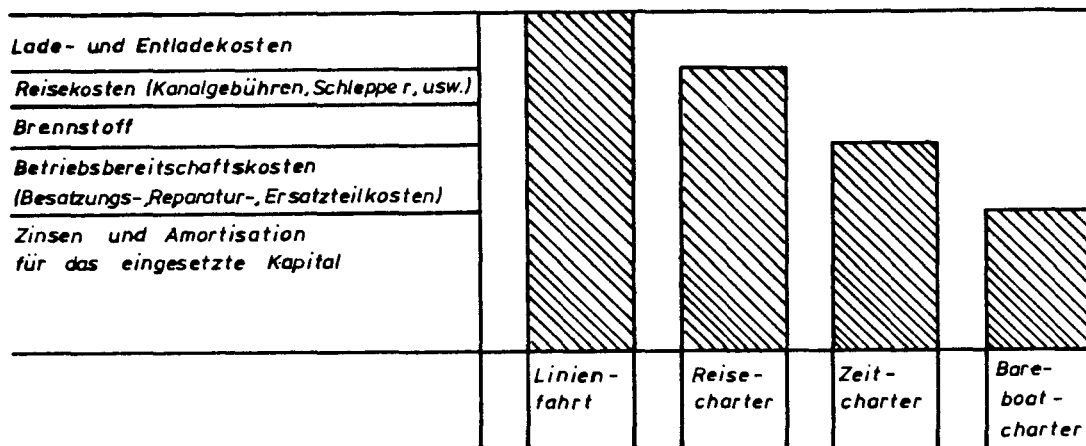 Lade- und Entladekosten
Reisekosten (Kanalgebühren, Schlepper, usw.)
Brennstoff
Betriebsbereitschaftskosten
(Besatzungs-, Reparatur-, Ersatzteilkosten)
Zinsen und Amortisation
für das eingesetzte Kapital
Linien-
fahrt
Reise-
charter
Zeit-
charter
Bare-
boat-
charter